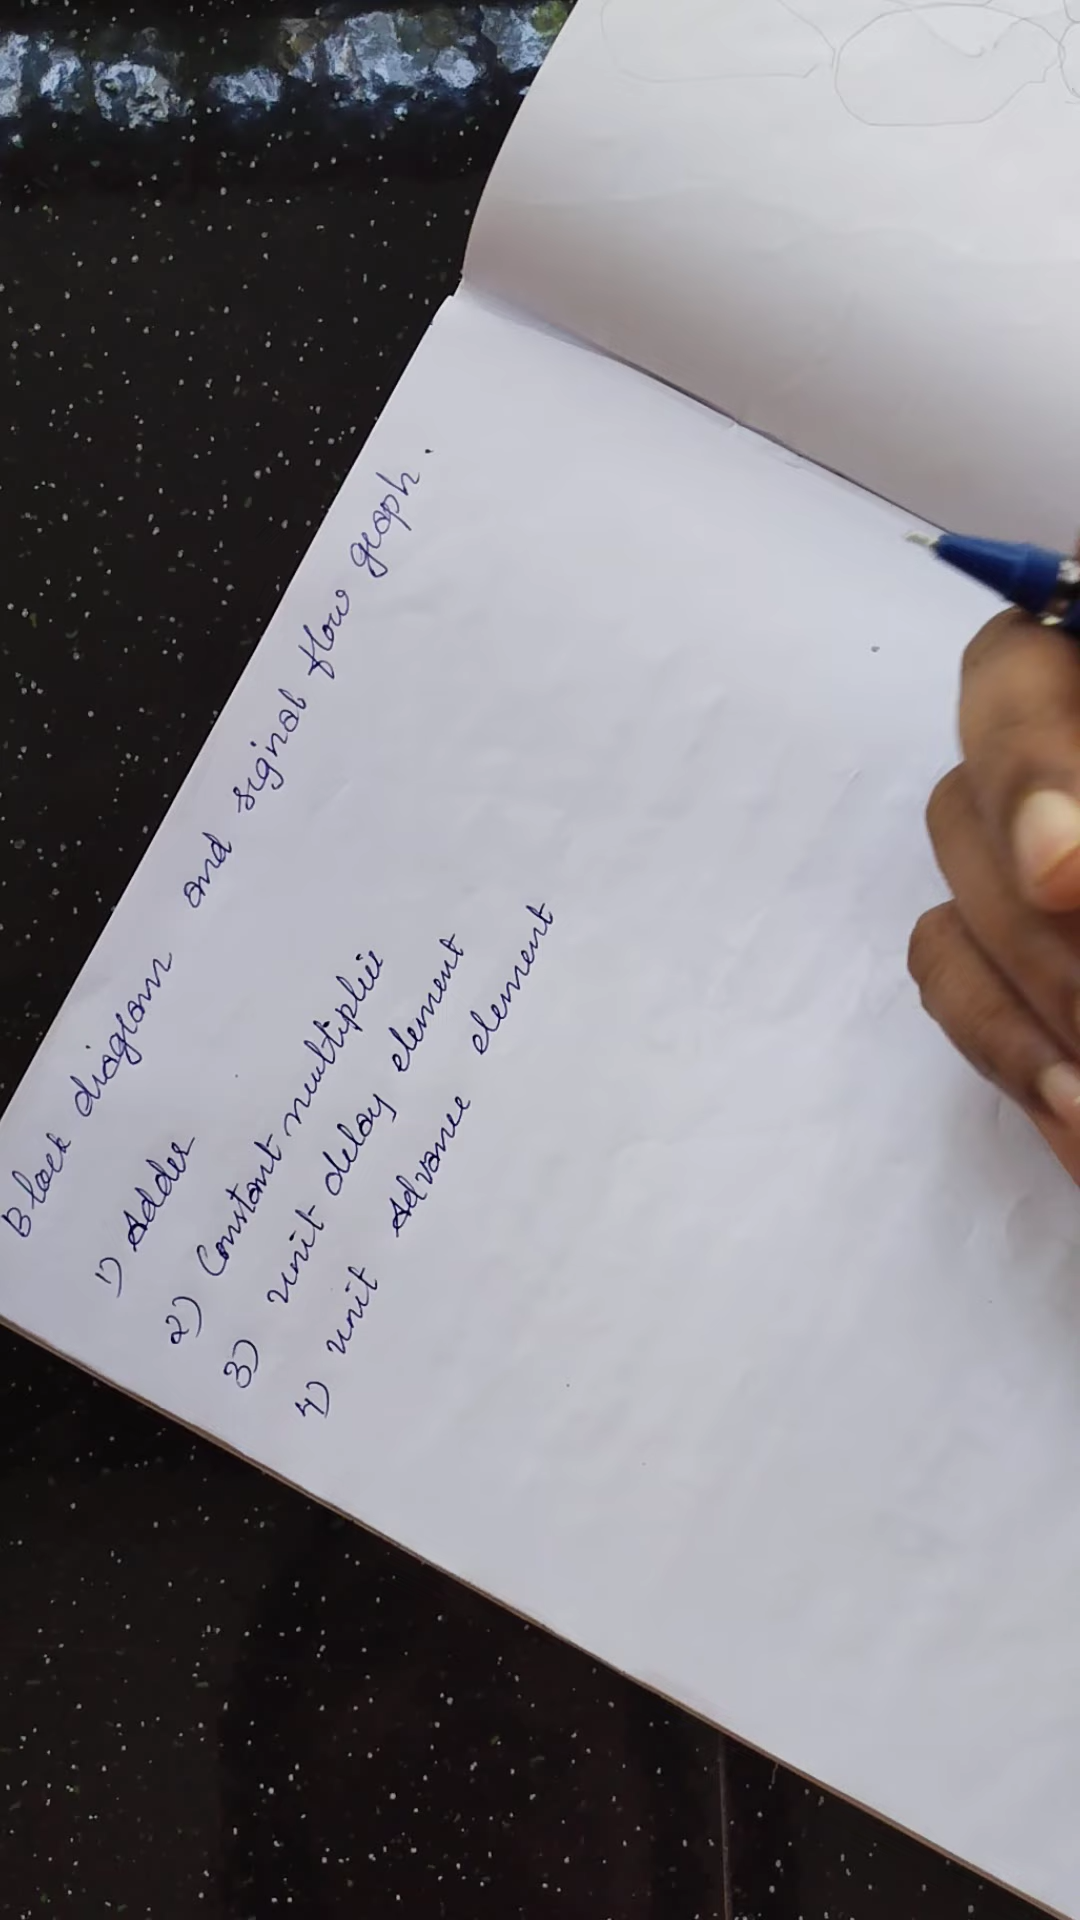 Block diagram and signal flow graph.
1) Adder
2) Constant multiplier
3) unit delay element
4) unit Advance element